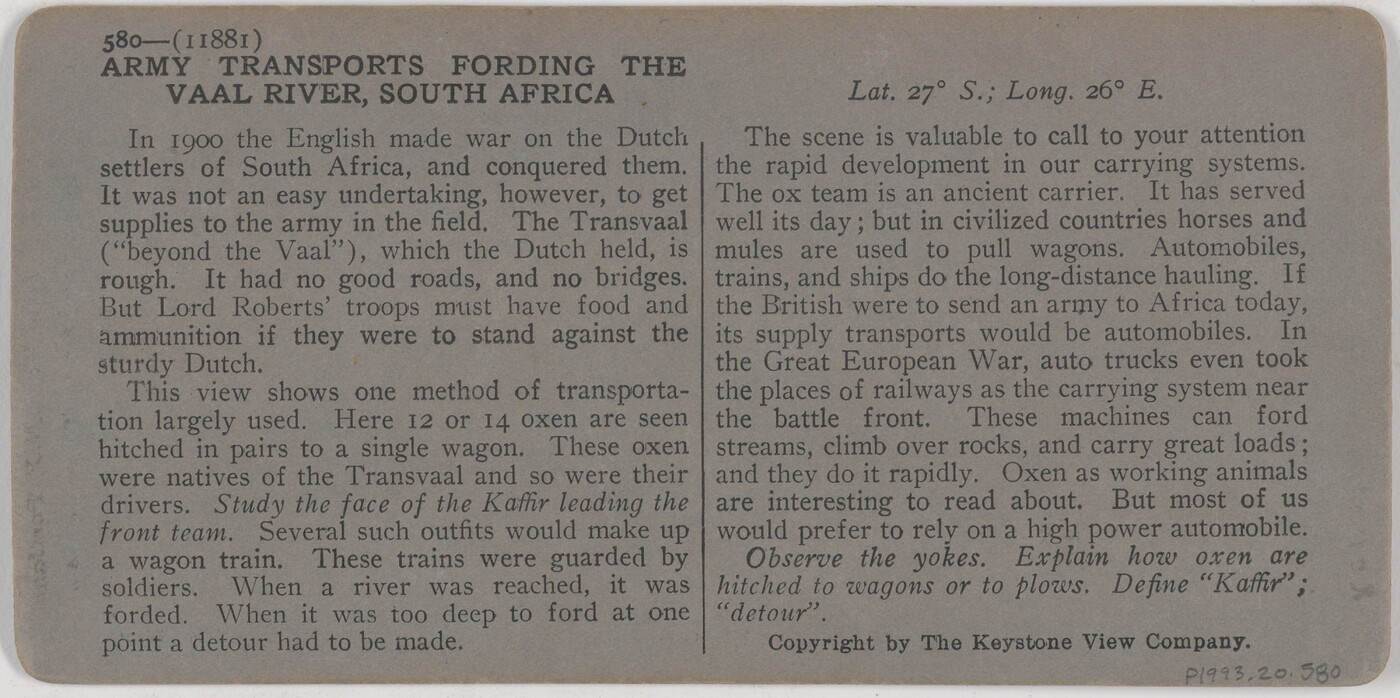 580—(11881)
ARMY TRANSPORTS FORDING THE
VAAL RIVER, SOUTH AFRICA
In 1900 the English made war on the Dutch
settlers of South Africa, and conquered them.
It was not an easy undertaking, however, to get
supplies to the army in the field. The Transvaal
("beyond the Vaal"), which the Dutch held, is
rough. It had no good roads, and no bridges.
But Lord Roberts' troops must have food and
ammunition if they were to stand against the
sturdy Dutch.
This view shows one method of transporta-
tion largely used. Here 12 or 14 oxen are seen
hitched in pairs to a single wagon. These oxen
were natives of the Transvaal and so were their
drivers. Study the face of the Kaffir leading the
front team. Several such outfits would make up
a wagon train. These trains were guarded by
soldiers. When a river was reached, it was
forded. When it was too deep to ford at one
point a detour had to be made.
Lat. 27° S.; Long. 26° E.
The scene is valuable to call to your attention
the rapid development in our carrying systems.
The ox team is an ancient carrier. It has served
well its day; but in civilized countries horses and
mules are used to pull wagons. Automobiles,
trains, and ships do the long-distance hauling. If
the British were to send an army to Africa today,
its supply transports would be automobiles. In
the Great European War, auto trucks even took
the places of railways as the carrying system near
the battle front. These machines can ford
streams, climb over rocks, and carry great loads;
and they do it rapidly. Oxen as working animals
are interesting to read about. But most of us
would prefer to rely on a high power automobile.
Observe the yokes. Explain how oxen are
hitched to wagons or to plows. Define "Kaffir";
"detour".
Copyright by The Keystone View Company.
P1993.20.580